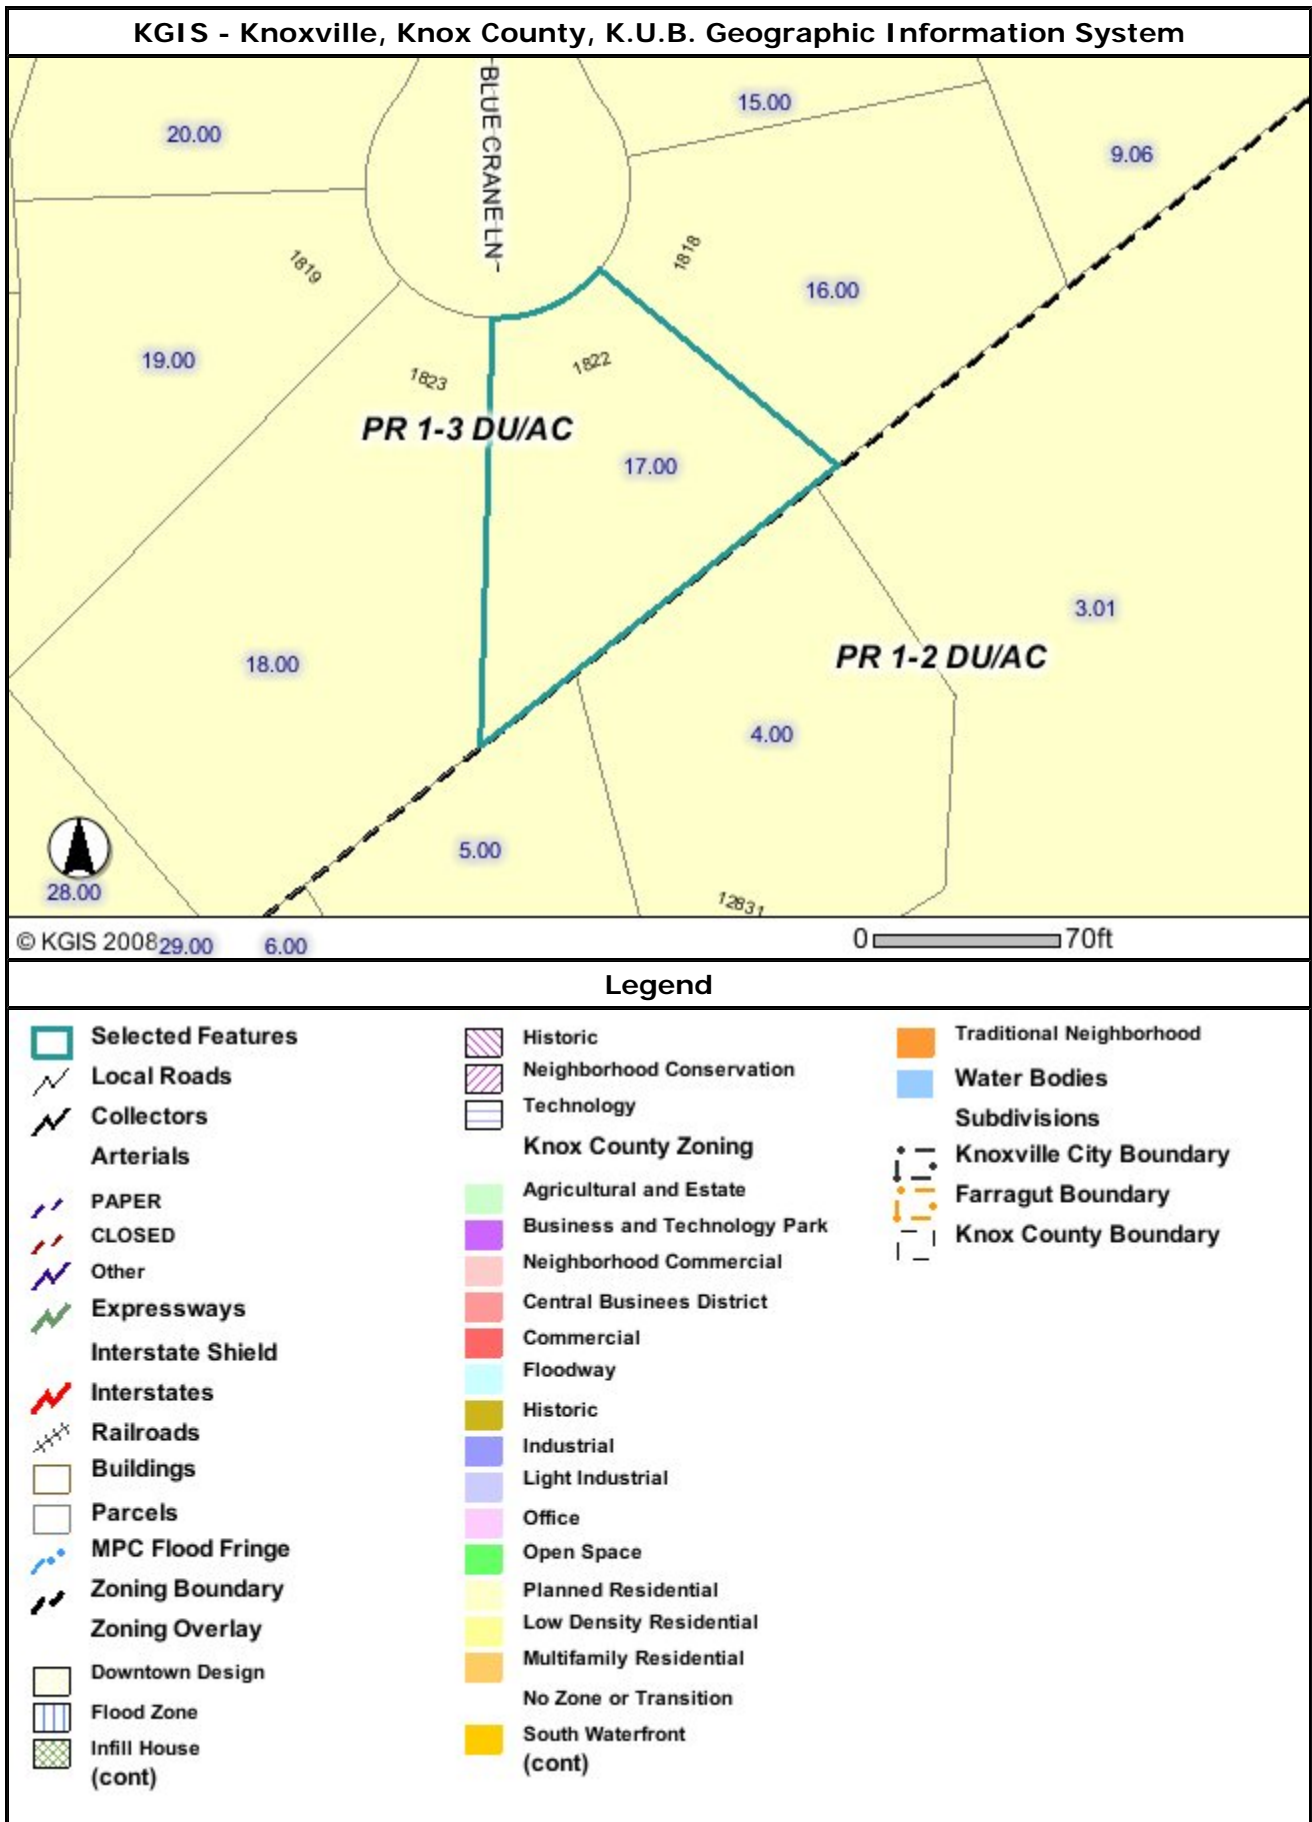 KGIS - Knoxville, Knox County, K.U.B. Geographic Information System
BLUE CRANE LN
20.00
15.00
9.06
1819
1818
16.00
19.00
1823
1822
PR 1-3 DU/AC
17.00
3.01
18.00
PR 1-2 DU/AC
4.00
5.00
28.00
12831
© KGIS 2008
29.00
6.00
0
70ft
Legend
Selected Features
Local Roads
Collectors
Arterials
PAPER
CLOSED
Other
Expressways
Interstate Shield
Interstates
Railroads
Buildings
Parcels
MPC Flood Fringe
Zoning Boundary
Zoning Overlay
Downtown Design
Flood Zone
Infill House
(cont)
Historic
Neighborhood Conservation
Technology
Knox County Zoning
Agricultural and Estate
Business and Technology Park
Neighborhood Commercial
Central Businees District
Commercial
Floodway
Historic
Industrial
Light Industrial
Office
Open Space
Planned Residential
Low Density Residential
Multifamily Residential
No Zone or Transition
South Waterfront
(cont)
Traditional Neighborhood
Water Bodies
Subdivisions
Knoxville City Boundary
Farragut Boundary
Knox County Boundary